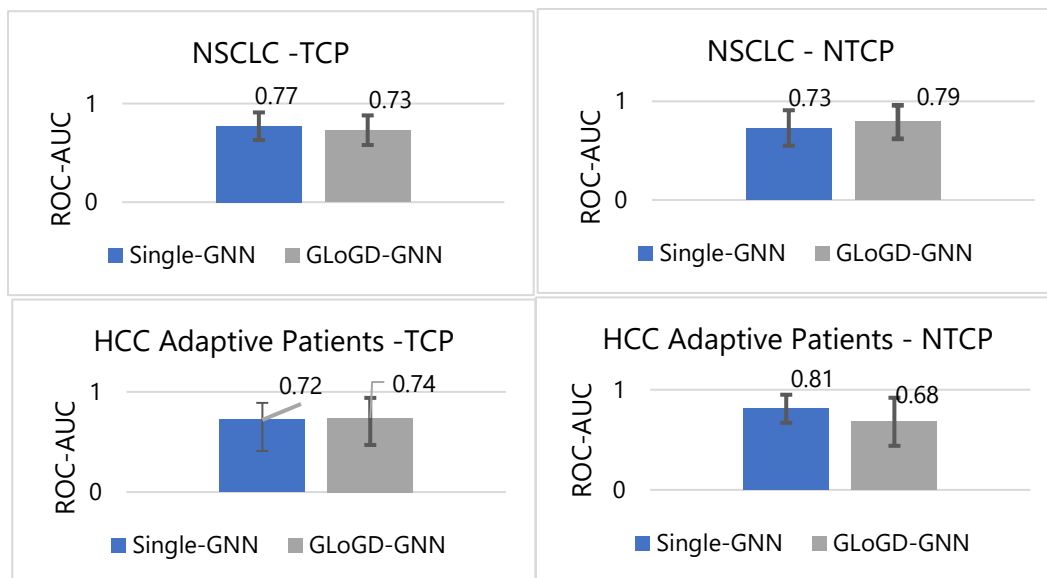 NSCLC -TCP
1
0.77
0.73
ROC-AUC
0
Single-GNN GLoGD-GNN
NSCLC - NTCP
1
0.73
0.79
ROC-AUC
0
Single-GNN GLoGD-GNN
HCC Adaptive Patients -TCP
1
0.72
0.74
ROC-AUC
0
Single-GNN GLoGD-GNN
HCC Adaptive Patients - NTCP
1
0.81
0.68
ROC-AUC
0
Single-GNN GLoGD-GNN